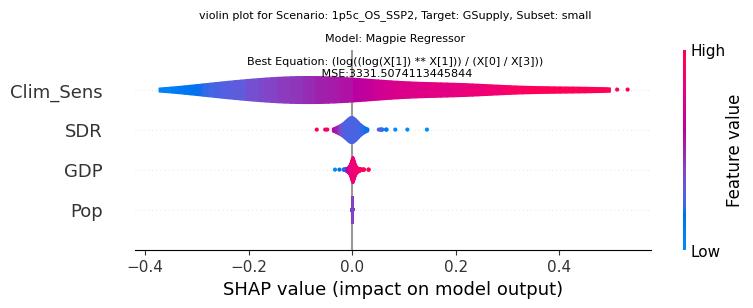 violin plot for Scenario: 1p5c_OS_SSP2, Target: GSupply, Subset: small
Model: Magpie Regressor
Best Equation: (log((log(X[1]) ** X[1])) / (X[0] / X[3]))
MSE:3331.5074113445844
High
Clim_Sens
SDR
GDP
Pop
Feature value
Low
−0.4 −0.2 0.0 0.2 0.4
SHAP value (impact on model output)